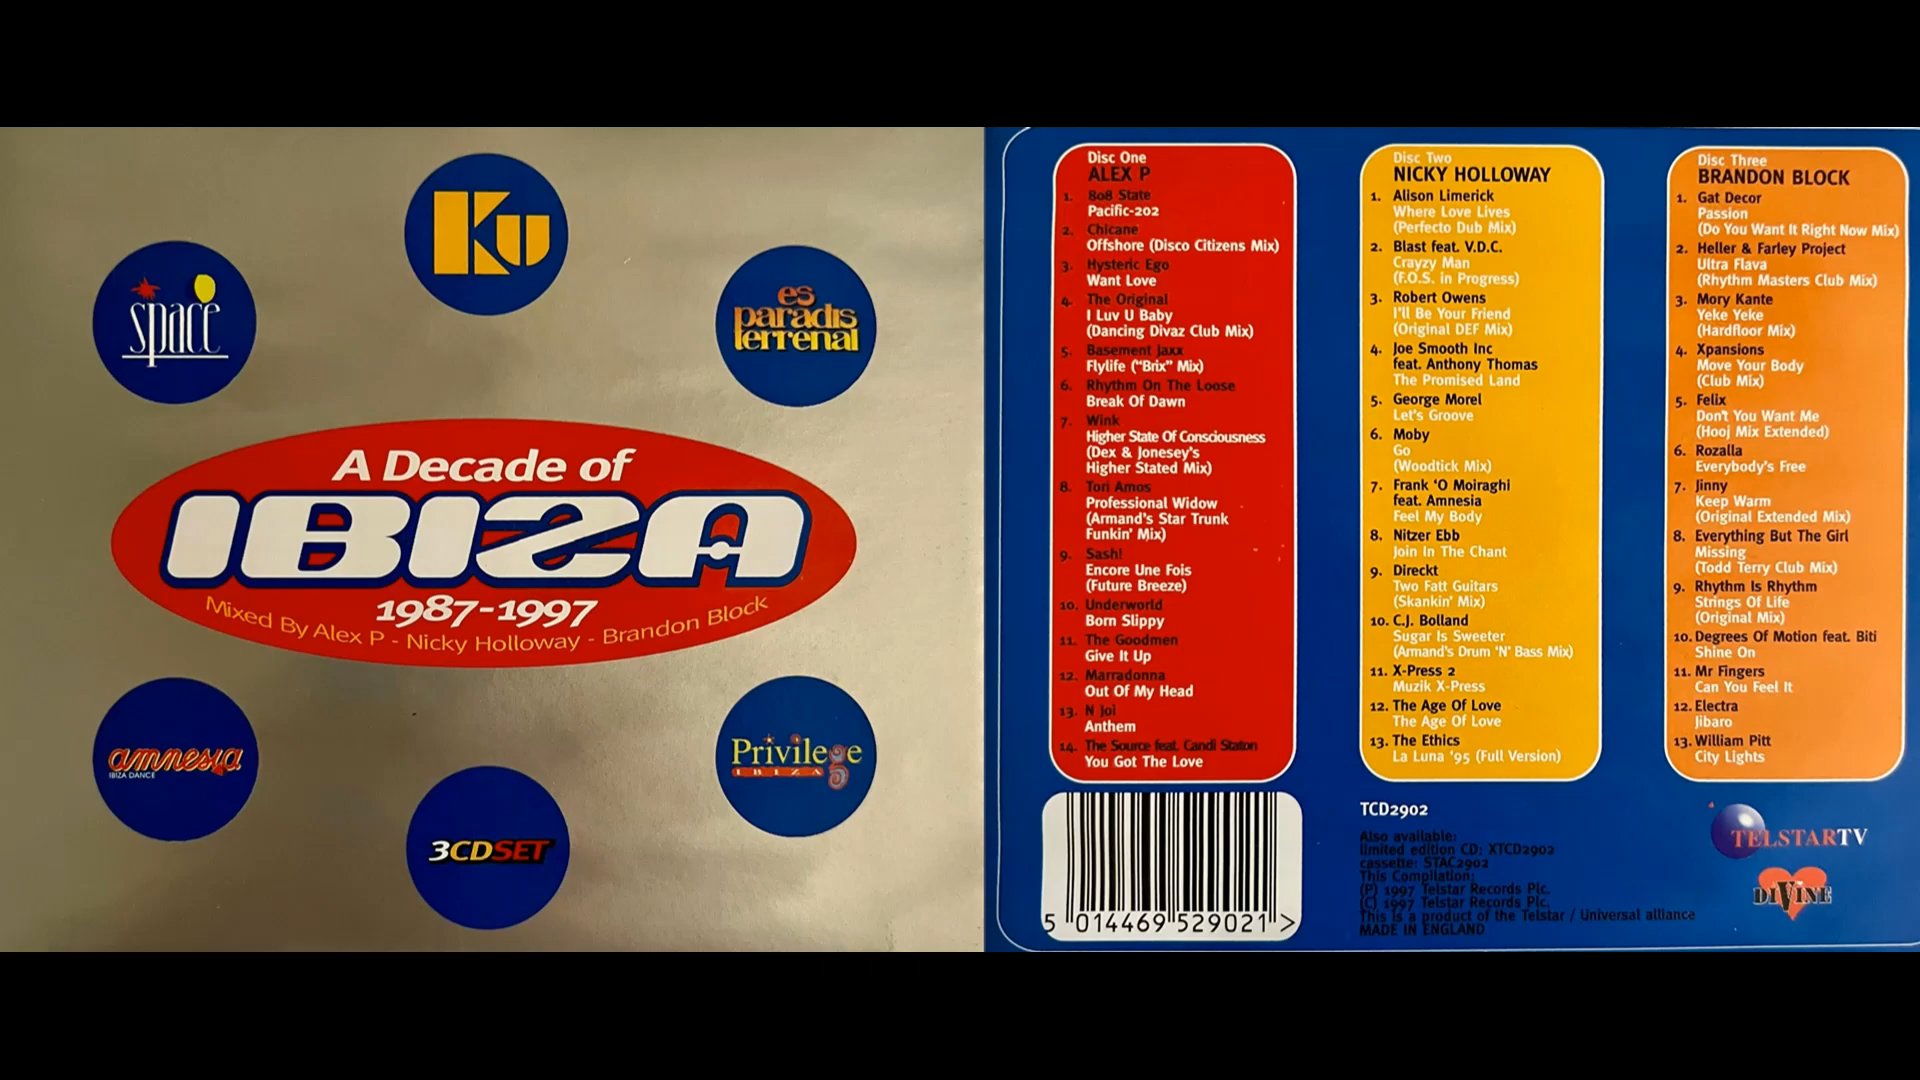 Ku
space
es
paradis
terrenal
A Decade of
IBIZA
1987-1997
Mixed By Alex P - Nicky Holloway - Brandon Block
amnesia
IBIZA DANCE
Privilege
IBIZA
3CDSET
Disc One
ALEX P
1. 808 State
Pacific-202
2. Chicane
Offshore (Disco Citizens Mix)
3. Hysteric Ego
Want Love
4. The Original
I Luv U Baby
(Dancing Divaz Club Mix)
5. Basement Jaxx
Flylife ("Brix" Mix)
6. Rhythm On The Loose
Break Of Dawn
7. Wink
Higher State Of Consciousness
(Dex & Jonesey's
Higher Stated Mix)
8. Tori Amos
Professional Widow
(Armand's Star Trunk
Funkin' Mix)
9. Sash!
Encore Une Fois
(Future Breeze)
10. Underworld
Born Slippy
11. The Goodmen
Give It Up
12. Marradonna
Out Of My Head
13. N Joi
Anthem
14. The Source feat. Candi Staton
You Got The Love
Disc Two
NICKY HOLLOWAY
1. Alison Limerick
Where Love Lives
(Perfecto Dub Mix)
2. Blast feat. V.D.C.
Crayzy Man
(F.O.S. in Progress)
3. Robert Owens
I'll Be Your Friend
(Original DEF Mix)
4. Joe Smooth Inc
feat. Anthony Thomas
The Promised Land
5. George Morel
Let's Groove
6. Moby
Go
(Woodtick Mix)
7. Frank 'O Moiraghi
feat. Amnesia
Feel My Body
8. Nitzer Ebb
Join In The Chant
9. Direckt
Two Fatt Guitars
(Skankin' Mix)
10. C.J. Bolland
Sugar Is Sweeter
(Armand's Drum 'N' Bass Mix)
11. X-Press 2
Muzik X-Press
12. The Age Of Love
The Age Of Love
13. The Ethics
La Luna '95 (Full Version)
Disc Three
BRANDON BLOCK
1. Gat Decor
Passion
(Do You Want It Right Now Mix)
2. Heller & Farley Project
Ultra Flava
(Rhythm Masters Club Mix)
3. Mory Kante
Yeke Yeke
(Hardfloor Mix)
4. Xpansions
Move Your Body
(Club Mix)
5. Felix
Don't You Want Me
(Hooj Mix Extended)
6. Rozalla
Everybody's Free
7. Jinny
Keep Warm
(Original Extended Mix)
8. Everything But The Girl
Missing
(Todd Terry Club Mix)
9. Rhythm Is Rhythm
Strings Of Life
(Original Mix)
10. Degrees Of Motion feat. Biti
Shine On
11. Mr Fingers
Can You Feel It
12. Electra
Jibaro
13. William Pitt
City Lights
5 014469 529021 >
TCD2902
Also available:
limited edition CD: XTCD2902
cassette: STAC2902
This Compilation:
(P) 1997 Telstar Records Plc.
(C) 1997 Telstar Records Plc.
This is a product of the Telstar / Universal alliance
MADE IN ENGLAND
TELSTAR TV
DIVINE